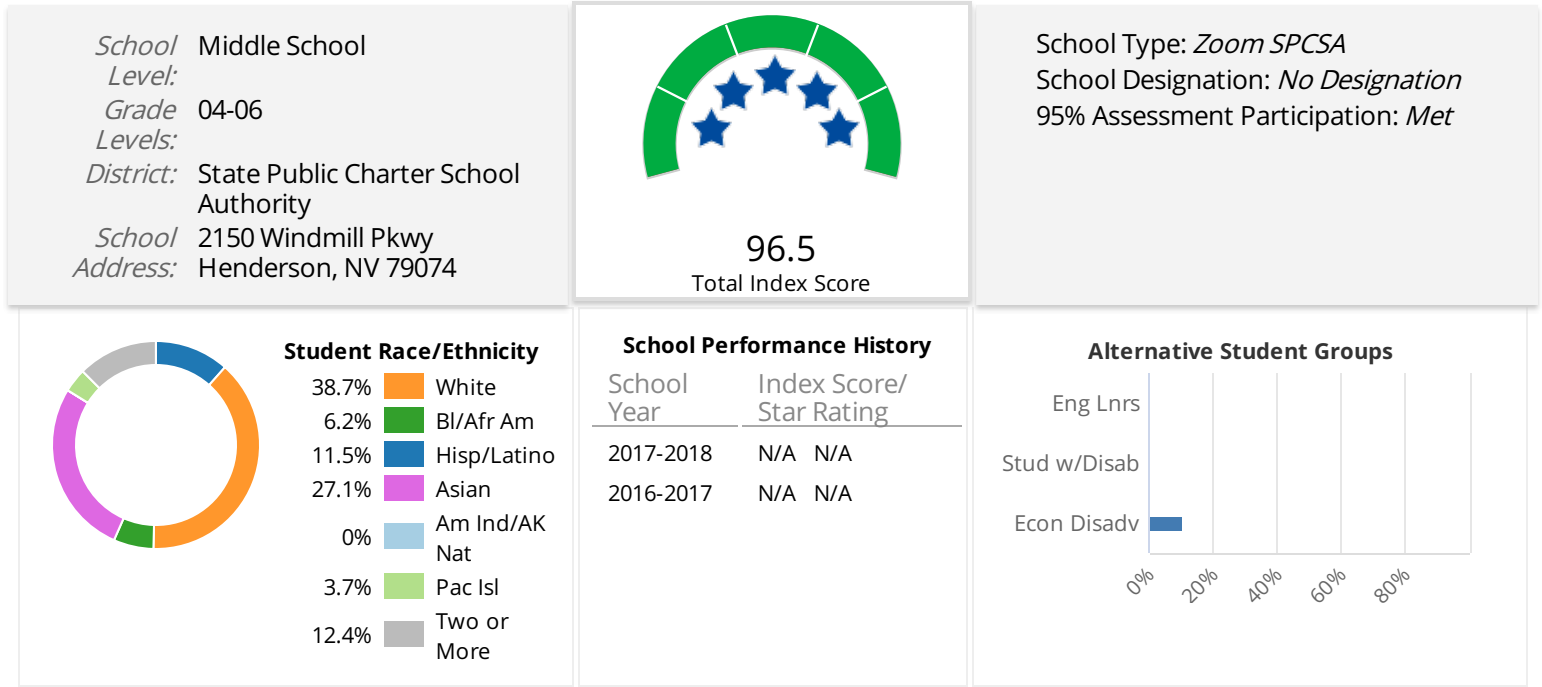 School Level: Middle School
Grade Levels: 04-06
District: State Public Charter School
Authority
School Address: 2150 Windmill Pkwy
Henderson, NV 79074
96.5
Total Index Score
School Type: Zoom SPCSA
School Designation: No Designation
95% Assessment Participation: Met
Student Race/Ethnicity
38.7% White
6.2% Bl/Afr Am
11.5% Hisp/Latino
27.1% Asian
0% Am Ind/AK
Nat
3.7% Pac Isl
12.4% Two or
More
School Performance History
School Year
Index Score/
Star Rating
2017-2018 N/A N/A
2016-2017 N/A N/A
Alternative Student Groups
Eng Lnrs
Stud w/Disab
Econ Disadv
0% 20% 40% 60% 80%